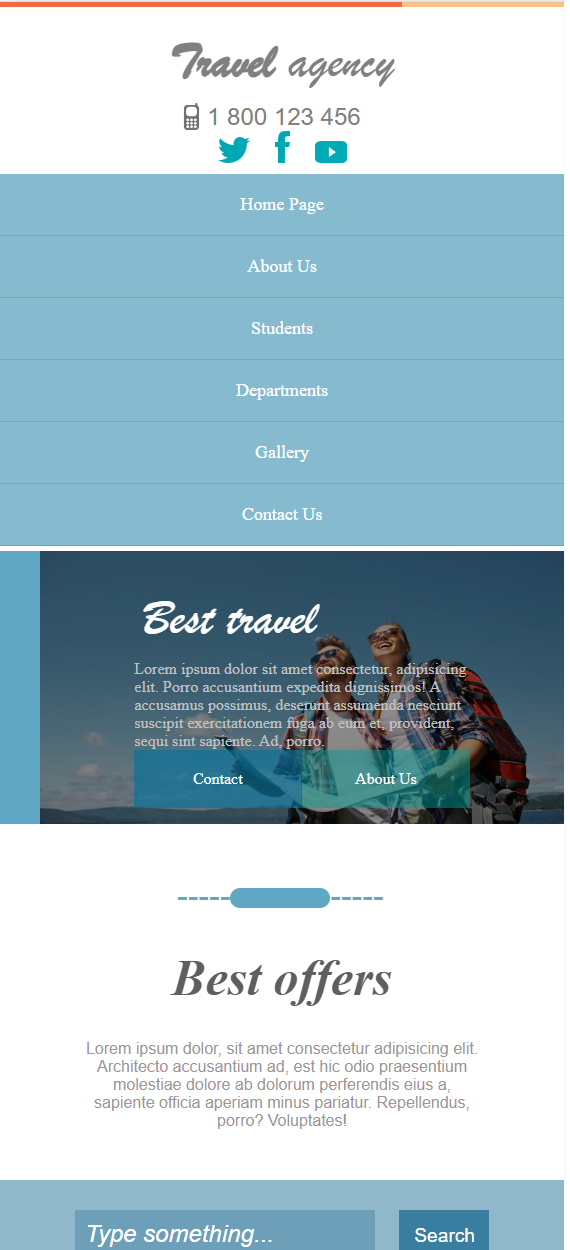 Travel agency
1 800 123 456
Home Page
About Us
Students
Departments
Gallery
Contact Us
Best travel
Lorem ipsum dolor sit amet consectetur, adipisicing
elit. Porro accusantium expedita dignissimos! A
accusamus possimus, deserunt assumenda nesciunt
suscipit exercitationem fuga ab eum et, provident,
sequi sint sapiente. Ad, porro.
Contact
About Us
Best offers
Lorem ipsum dolor, sit amet consectetur adipisicing elit.
Architecto accusantium ad, est hic odio praesentium
molestiae dolore ab dolorum perferendis eius a,
sapiente officia aperiam minus pariatur. Repellendus,
porro? Voluptates!
Type something...
Search